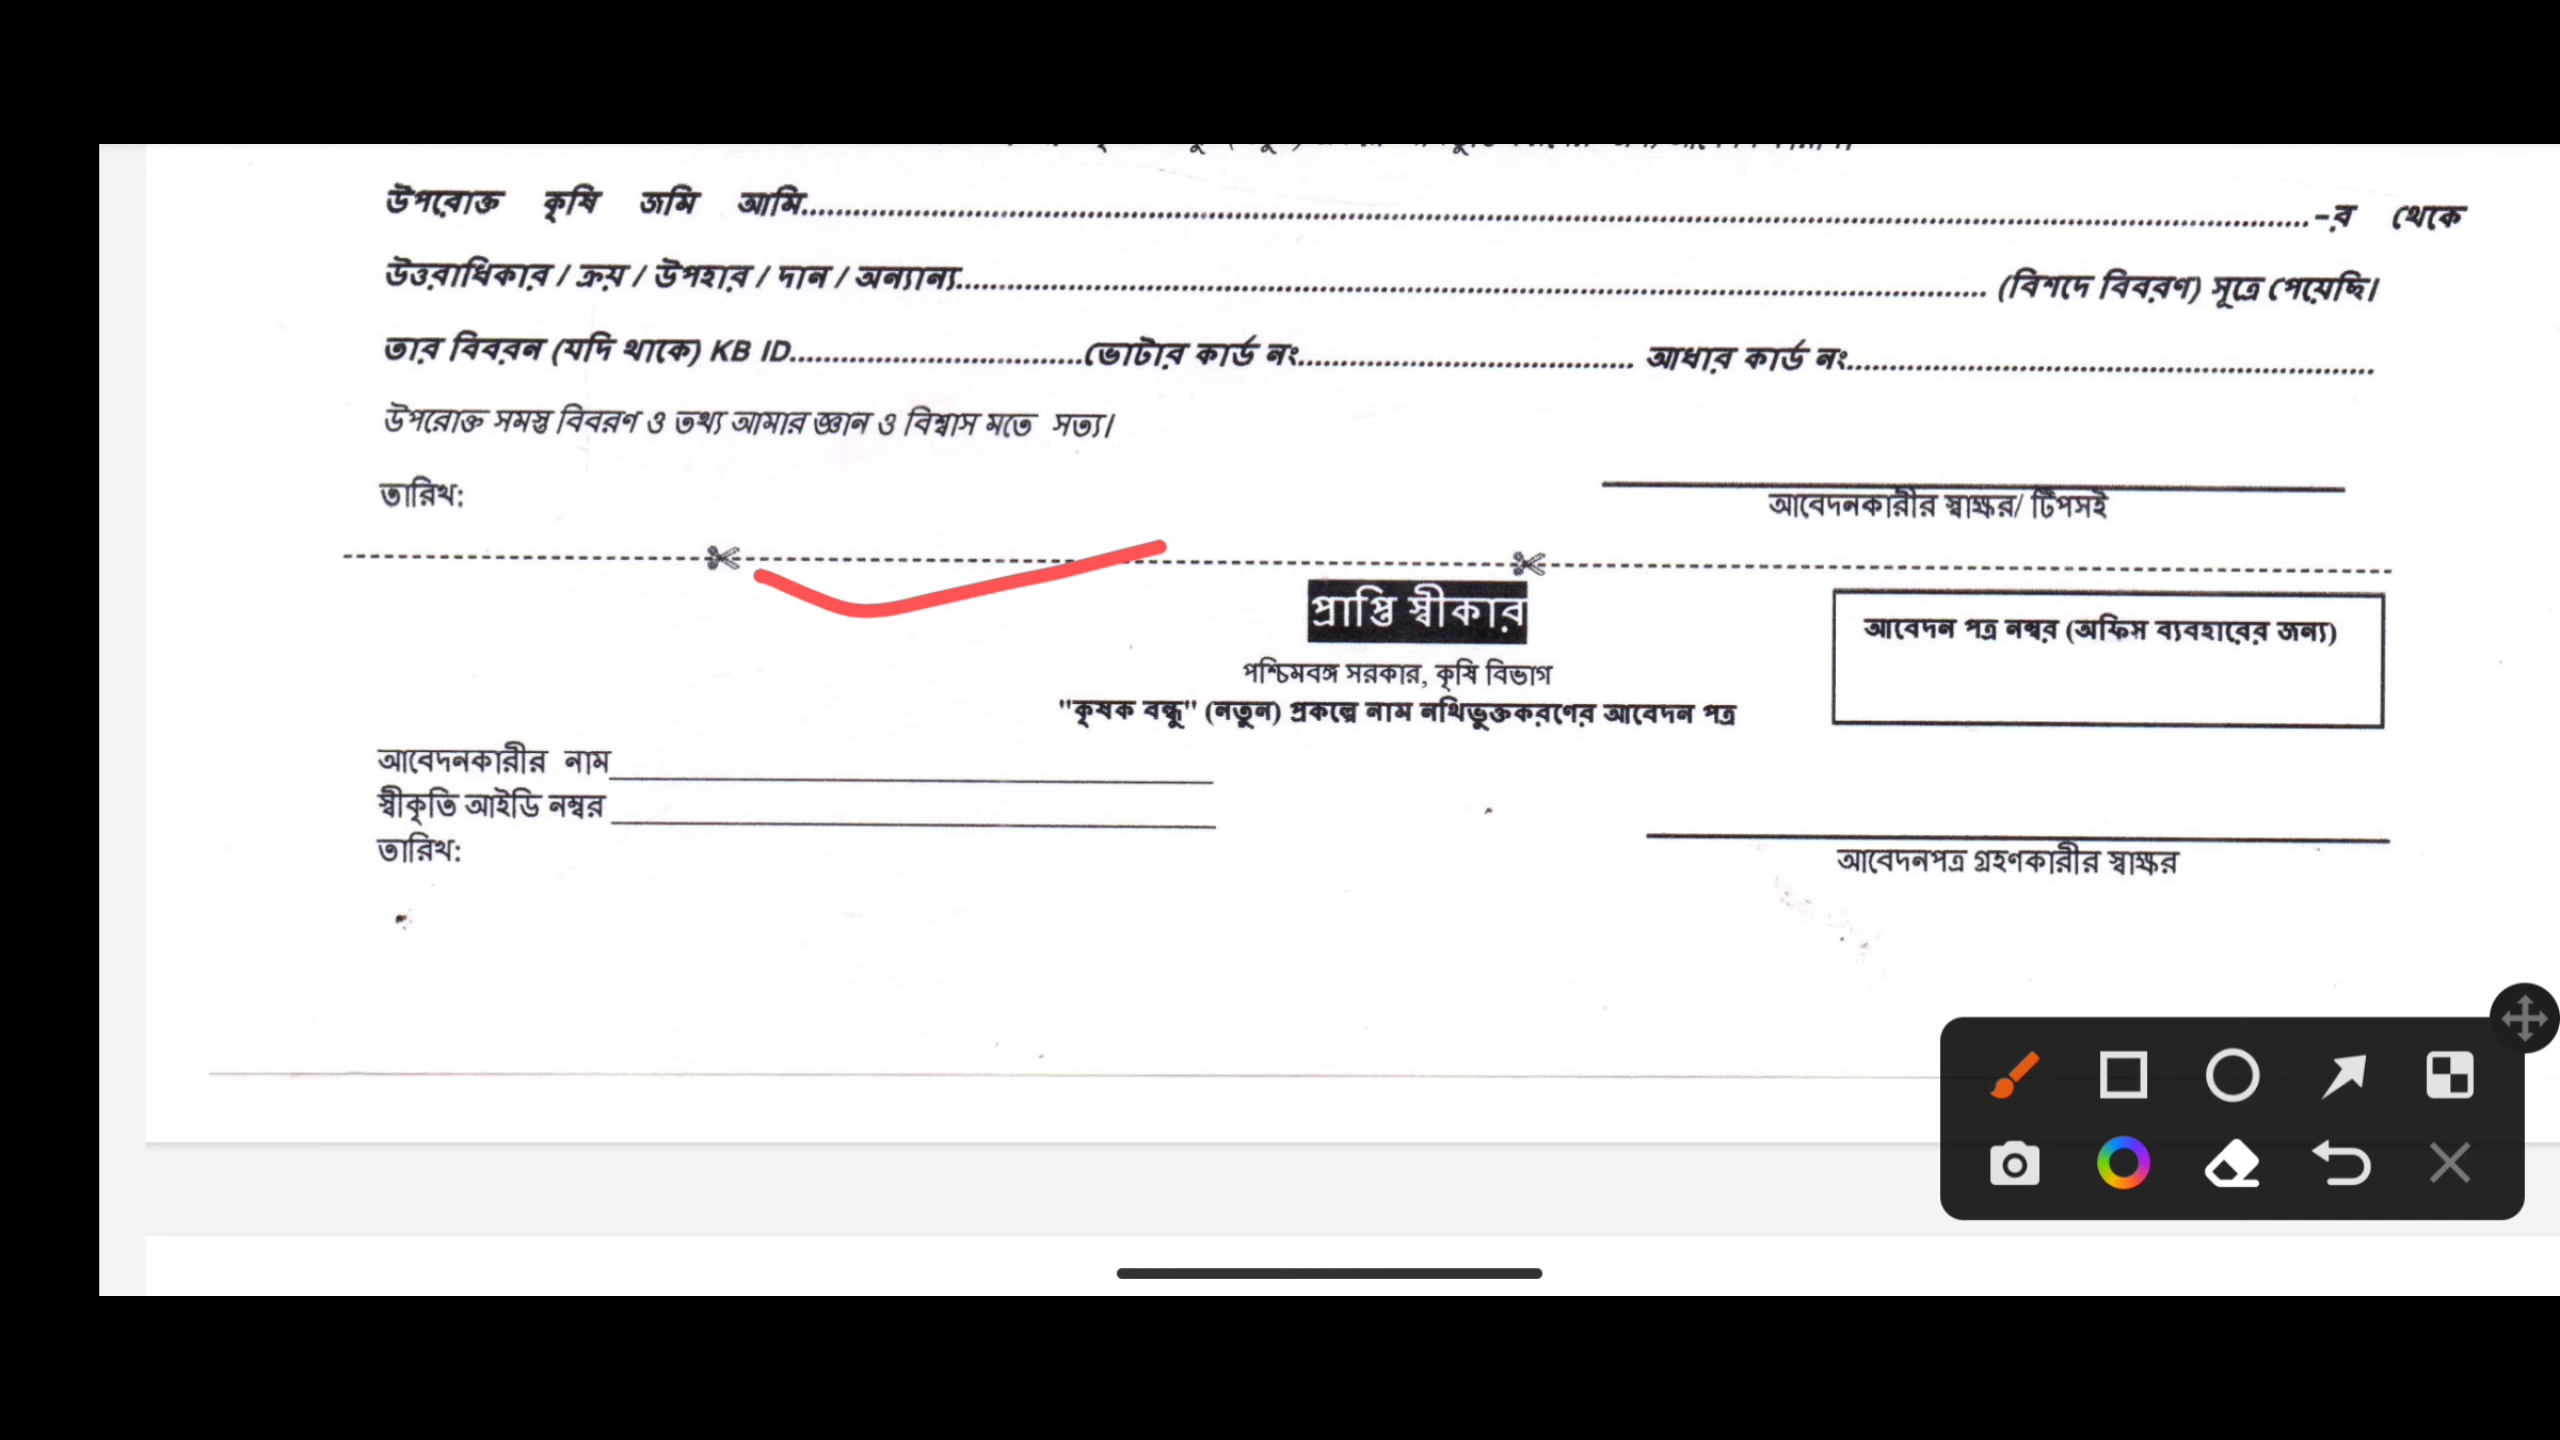 উপরোক্ত কৃষি জমি আমি........................................................................................................–র থেকে
উত্তরাধিকার / ক্রয় / উপহার / দান / অন্যান্য........................................................................ (বিশদে বিবরণ) সূত্রে পেয়েছি।
তার বিবরন (যদি থাকে) KB ID................................ভোটার কার্ড নং..................................... আধার কার্ড নং..........................................................
উপরোক্ত সমস্ত বিবরণ ও তথ্য আমার জ্ঞান ও বিশ্বাস মতে সত্য।
তারিখ:
আবেদনকারীর স্বাক্ষর/ টিপসই
প্রাপ্তি স্বীকার
আবেদন পত্র নম্বর (অফিস ব্যবহারের জন্য)
পশ্চিমবঙ্গ সরকার, কৃষি বিভাগ
"কৃষক বন্ধু" (নতুন) প্রকল্পে নাম নথিভুক্তকরণের আবেদন পত্র
আবেদনকারীর নাম
স্বীকৃতি আইডি নম্বর
তারিখ:
আবেদনপত্র গ্রহণকারীর স্বাক্ষর